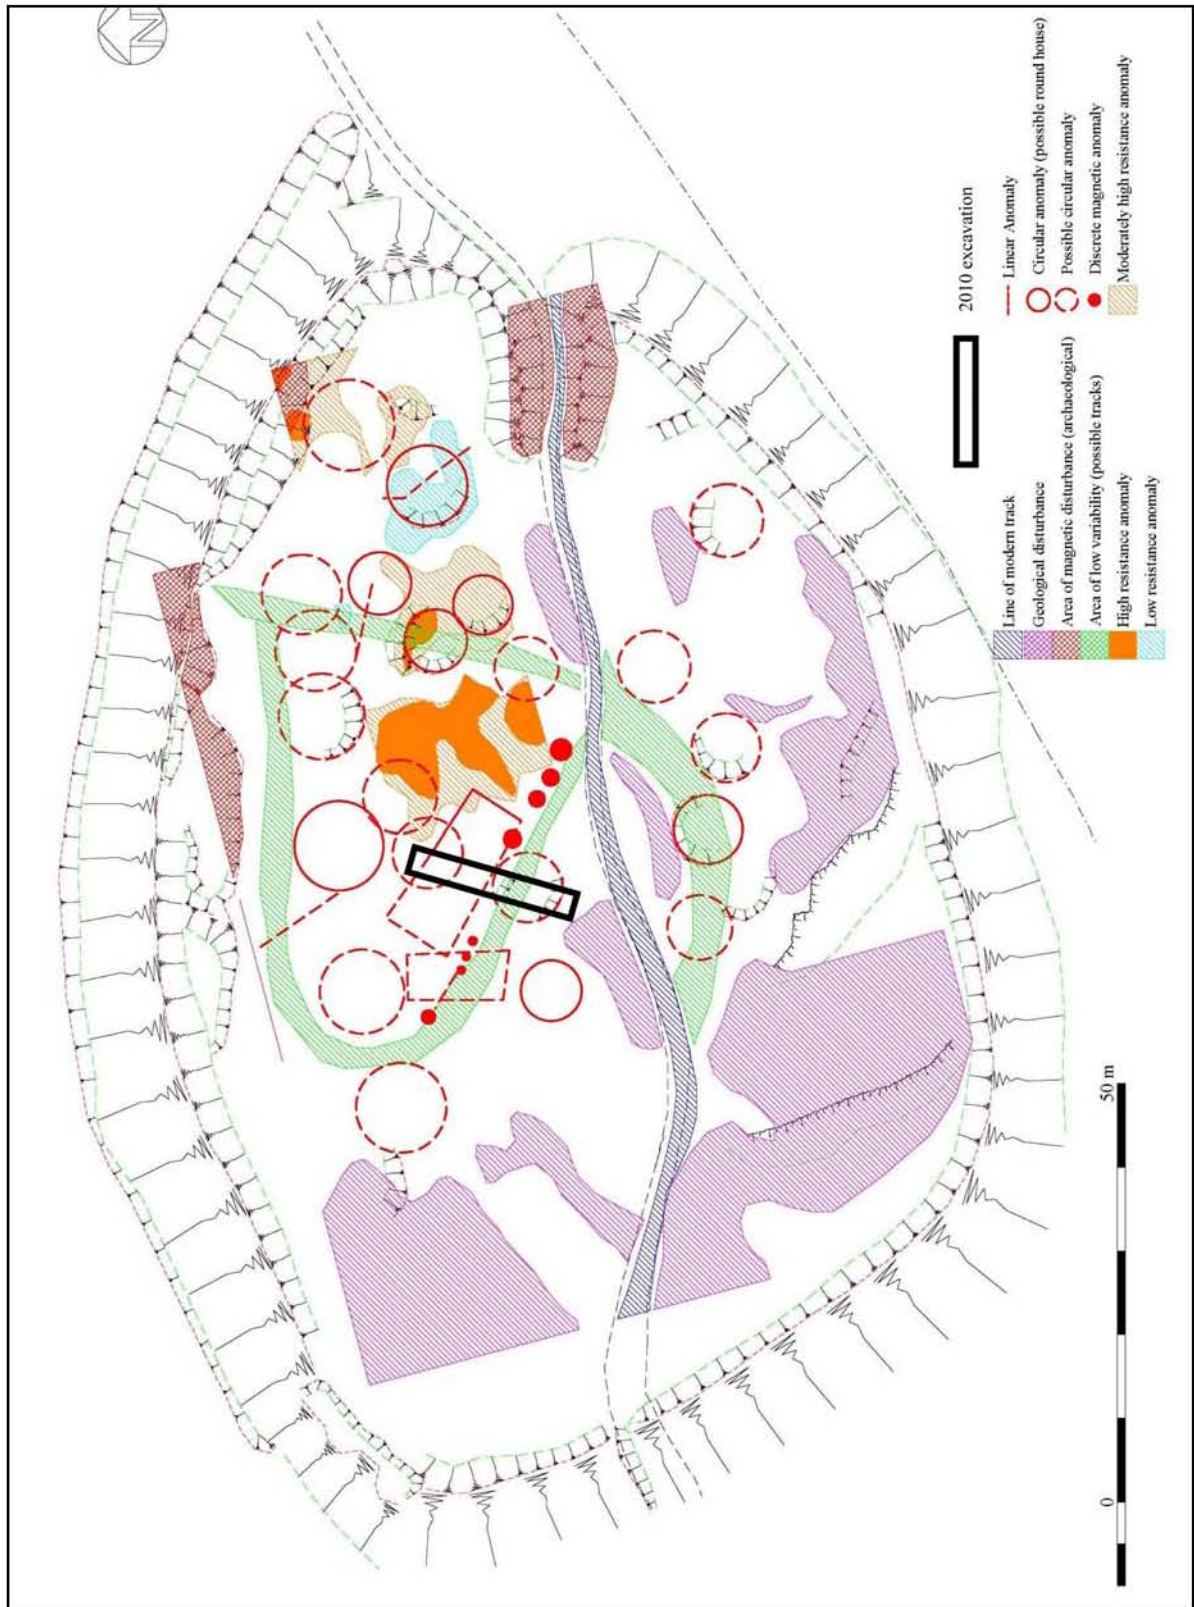 N
2010 excavation
Linear Anomaly
Circular anomaly (possible round house)
Possible circular anomaly
Discrete magnetic anomaly
Moderately high resistance anomaly
Line of modern track
Geological disturbance
Area of magnetic disturbance (archaeological)
Area of low variability (possible tracks)
High resistance anomaly
Low resistance anomaly
0
50 m